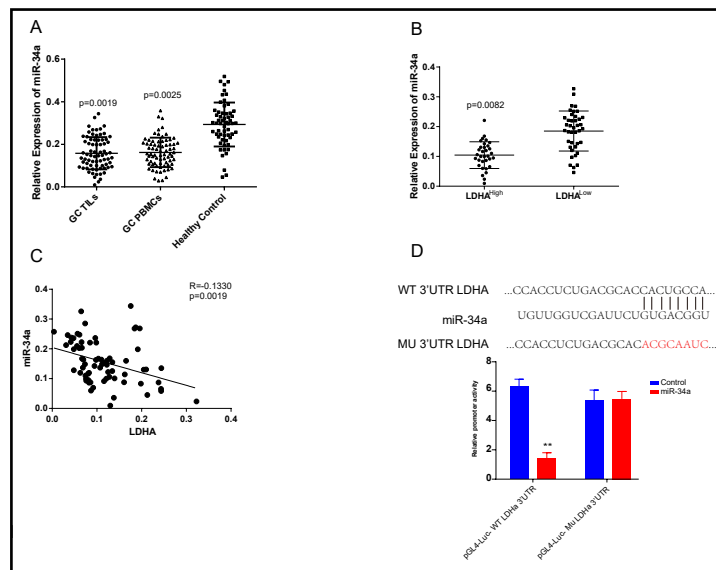 A
Relative Expression of miR-34a
0.6
0.4
0.2
0.0
p=0.0019
p=0.0025
GC TILs
GC PBMCs
Healthy Control
B
Relative Expression of miR-34a
0.4
0.3
0.2
0.1
0.0
p=0.0082
LDHAHigh
LDHALow
C
R=-0.1330
p=0.0019
miR-34a
0.4
0.3
0.2
0.1
0.0
0.0
0.1
0.2
0.3
0.4
LDHA
D
WT 3'UTR LDHA ...CCACCUCUGACGCACCACUGCCA...
miR-34a UGUUGGUCGAUUCUGUGACGGU
MU 3'UTR LDHA ...CCACCUCUGACGCACACGCAAUC...
Relative promoter activity
8
6
4
2
0
**
Control
miR-34a
pGL4-Luc- WT LDHa 3'UTR
pGL4-Luc- Mu LDHa 3'UTR